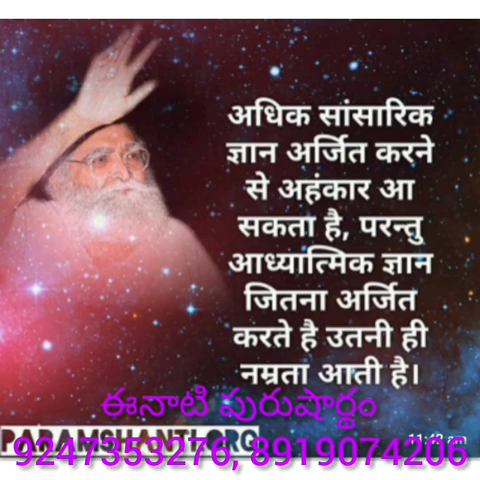 अधिक सांसारिक
ज्ञान अर्जित करने
से अहंकार आ
सकता है, परन्तु
आध्यात्मिक ज्ञान
जितना अर्जित
करते है उतनी ही
नम्रता आती है।
ఈనాటి పురుషార్థం
PARAMSHANTI.ORG
9247353276, 8919074206